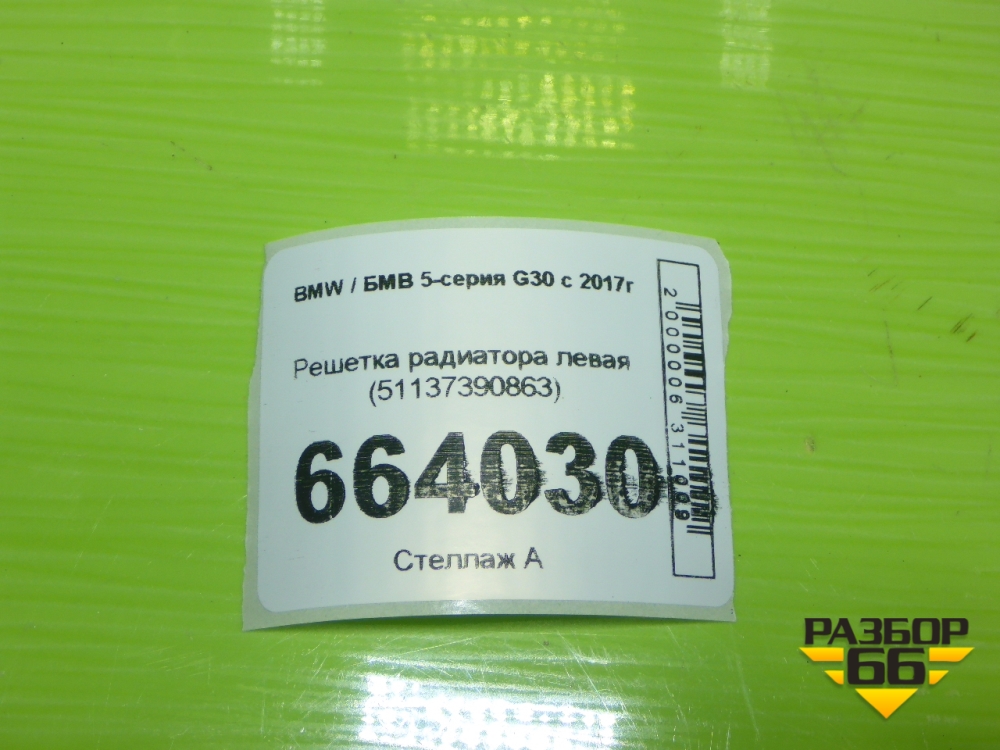 BMW / БМВ 5-серия G30 с 2017г
Решетка радиатора левая
(51137390863)
664030
Стеллаж А
РАЗБОР
66